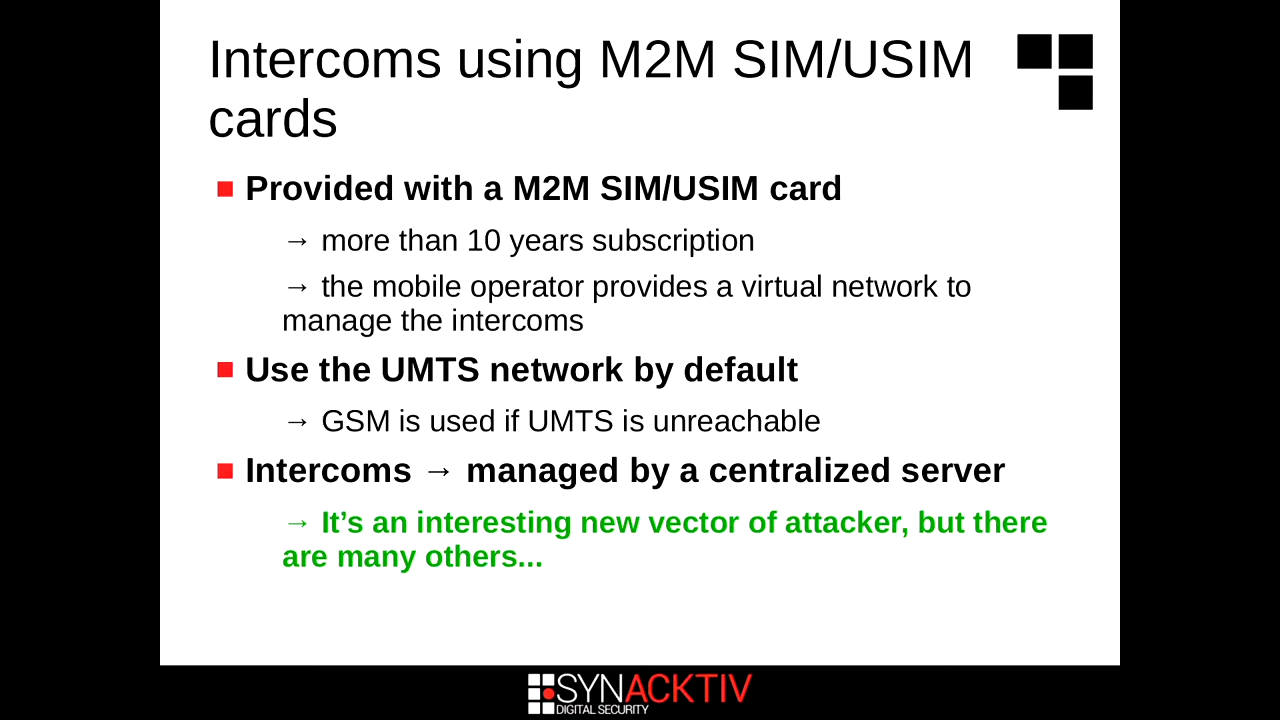 Intercoms using M2M SIM/USIM
cards
Provided with a M2M SIM/USIM card
→ more than 10 years subscription
→ the mobile operator provides a virtual network to
manage the intercoms
Use the UMTS network by default
→ GSM is used if UMTS is unreachable
Intercoms → managed by a centralized server
→ It’s an interesting new vector of attacker, but there
are many others...
SYNACKTIV
DIGITAL SECURITY